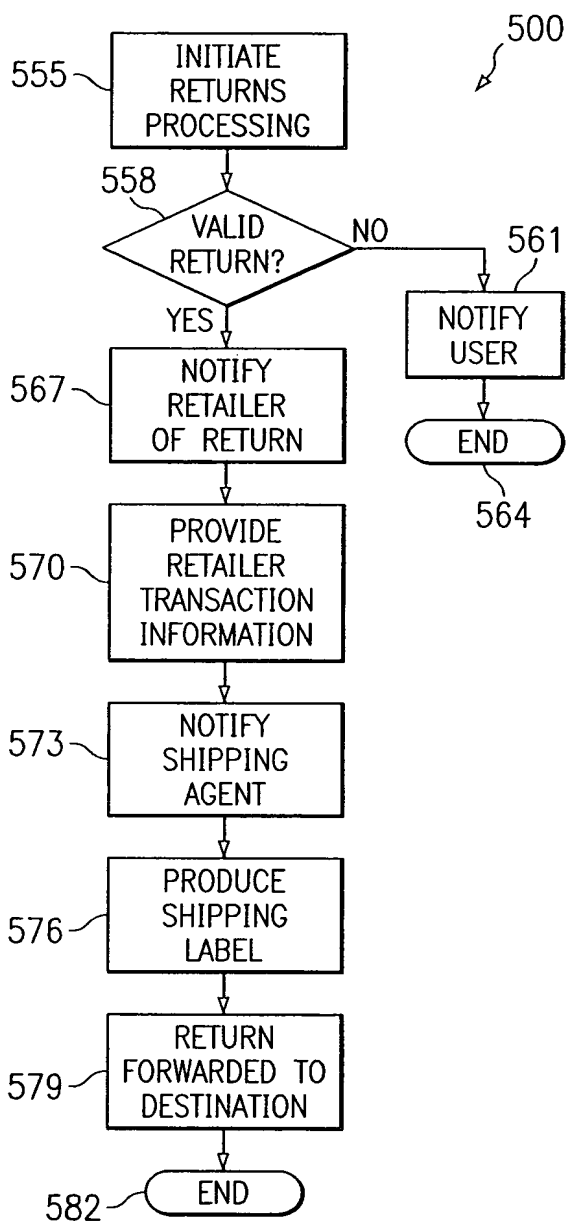 500
555
INITIATE
RETURNS
PROCESSING
558
VALID
RETURN?
NO
YES
561
NOTIFY
USER
END
564
567
NOTIFY
RETAILER
OF RETURN
570
PROVIDE
RETAILER
TRANSACTION
INFORMATION
573
NOTIFY
SHIPPING
AGENT
576
PRODUCE
SHIPPING
LABEL
579
RETURN
FORWARDED TO
DESTINATION
582
END